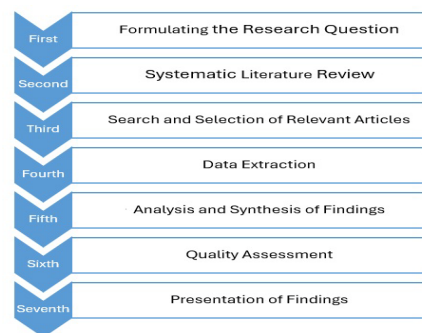 First
Formulating the Research Question
Second
Systematic Literature Review
Third
Search and Selection of Relevant Articles
Fourth
Data Extraction
Fifth
Analysis and Synthesis of Findings
Sixth
Quality Assessment
Seventh
Presentation of Findings